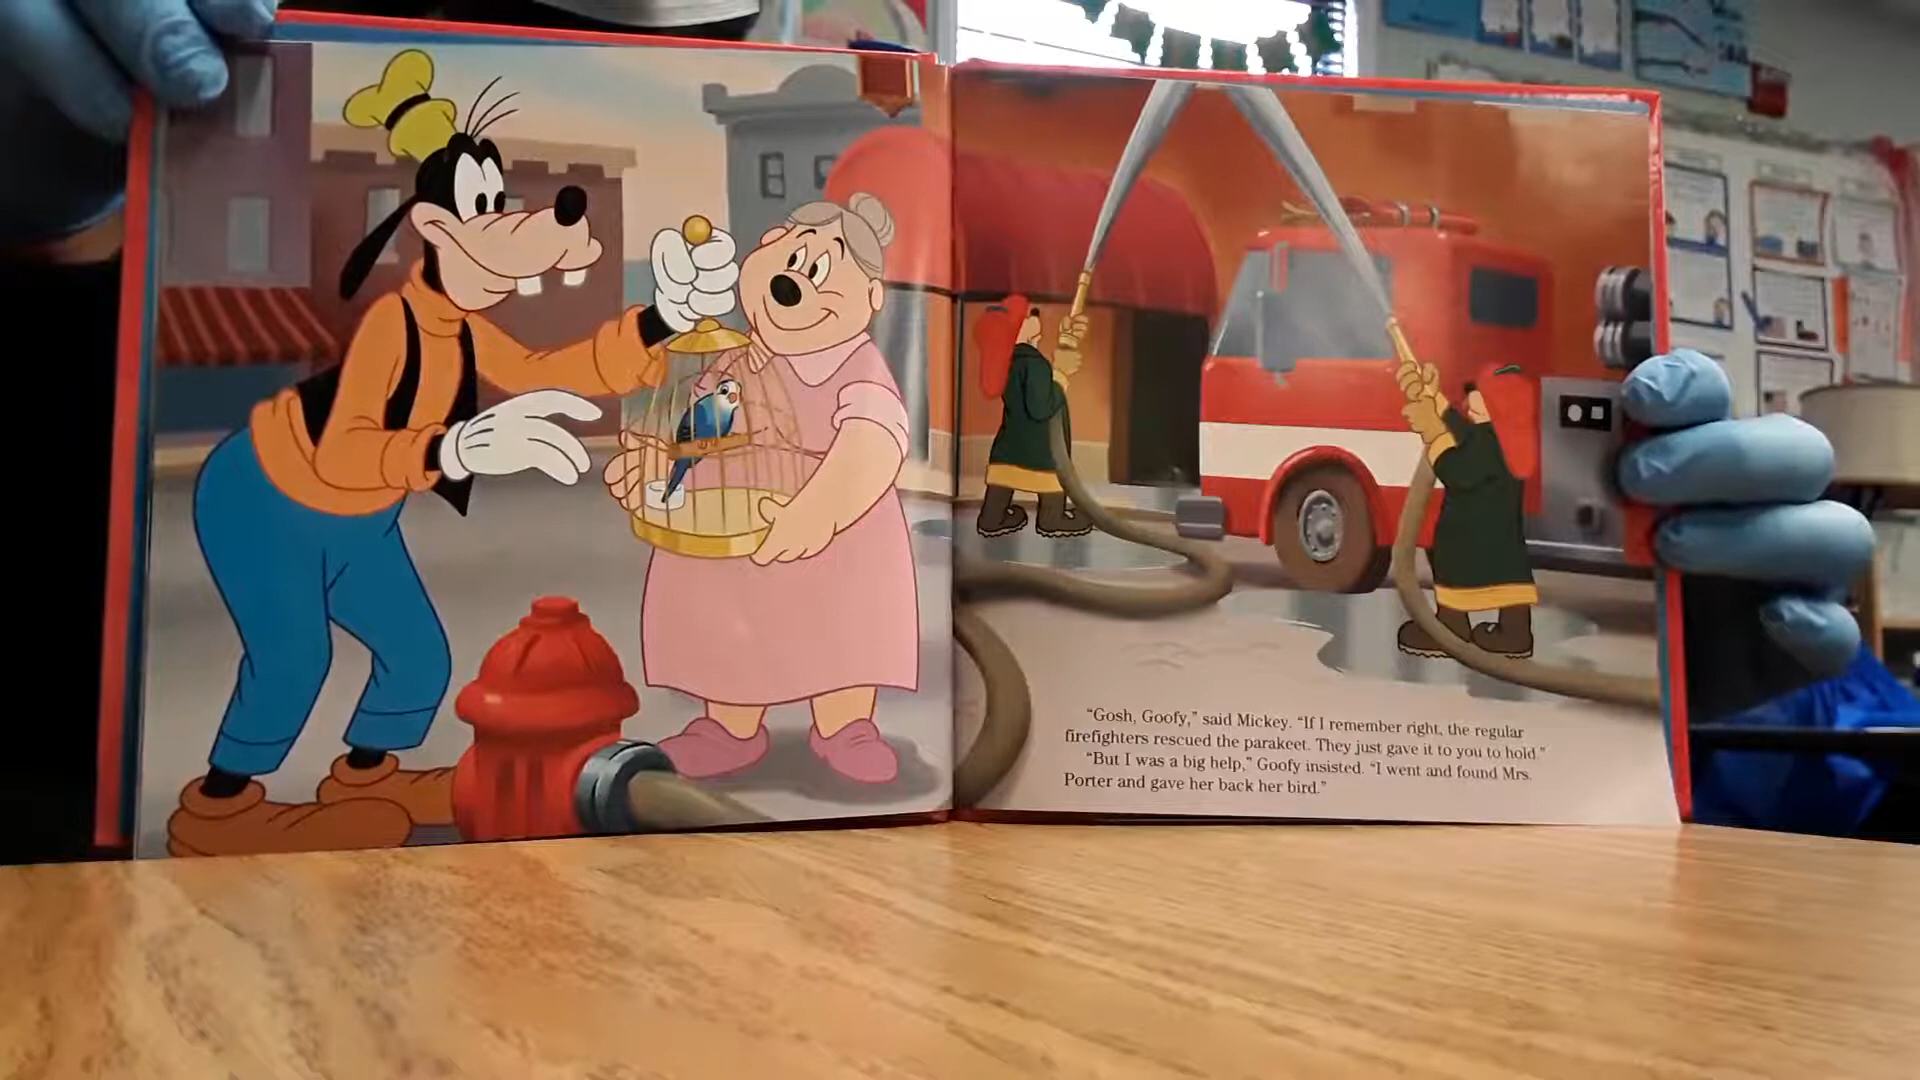 “Gosh, Goofy,” said Mickey. “If I remember right, the regular
firefighters rescued the parakeet. They just gave it to you to hold.”
“But I was a big help,” Goofy insisted. “I went and found Mrs.
Porter and gave her back her bird.”